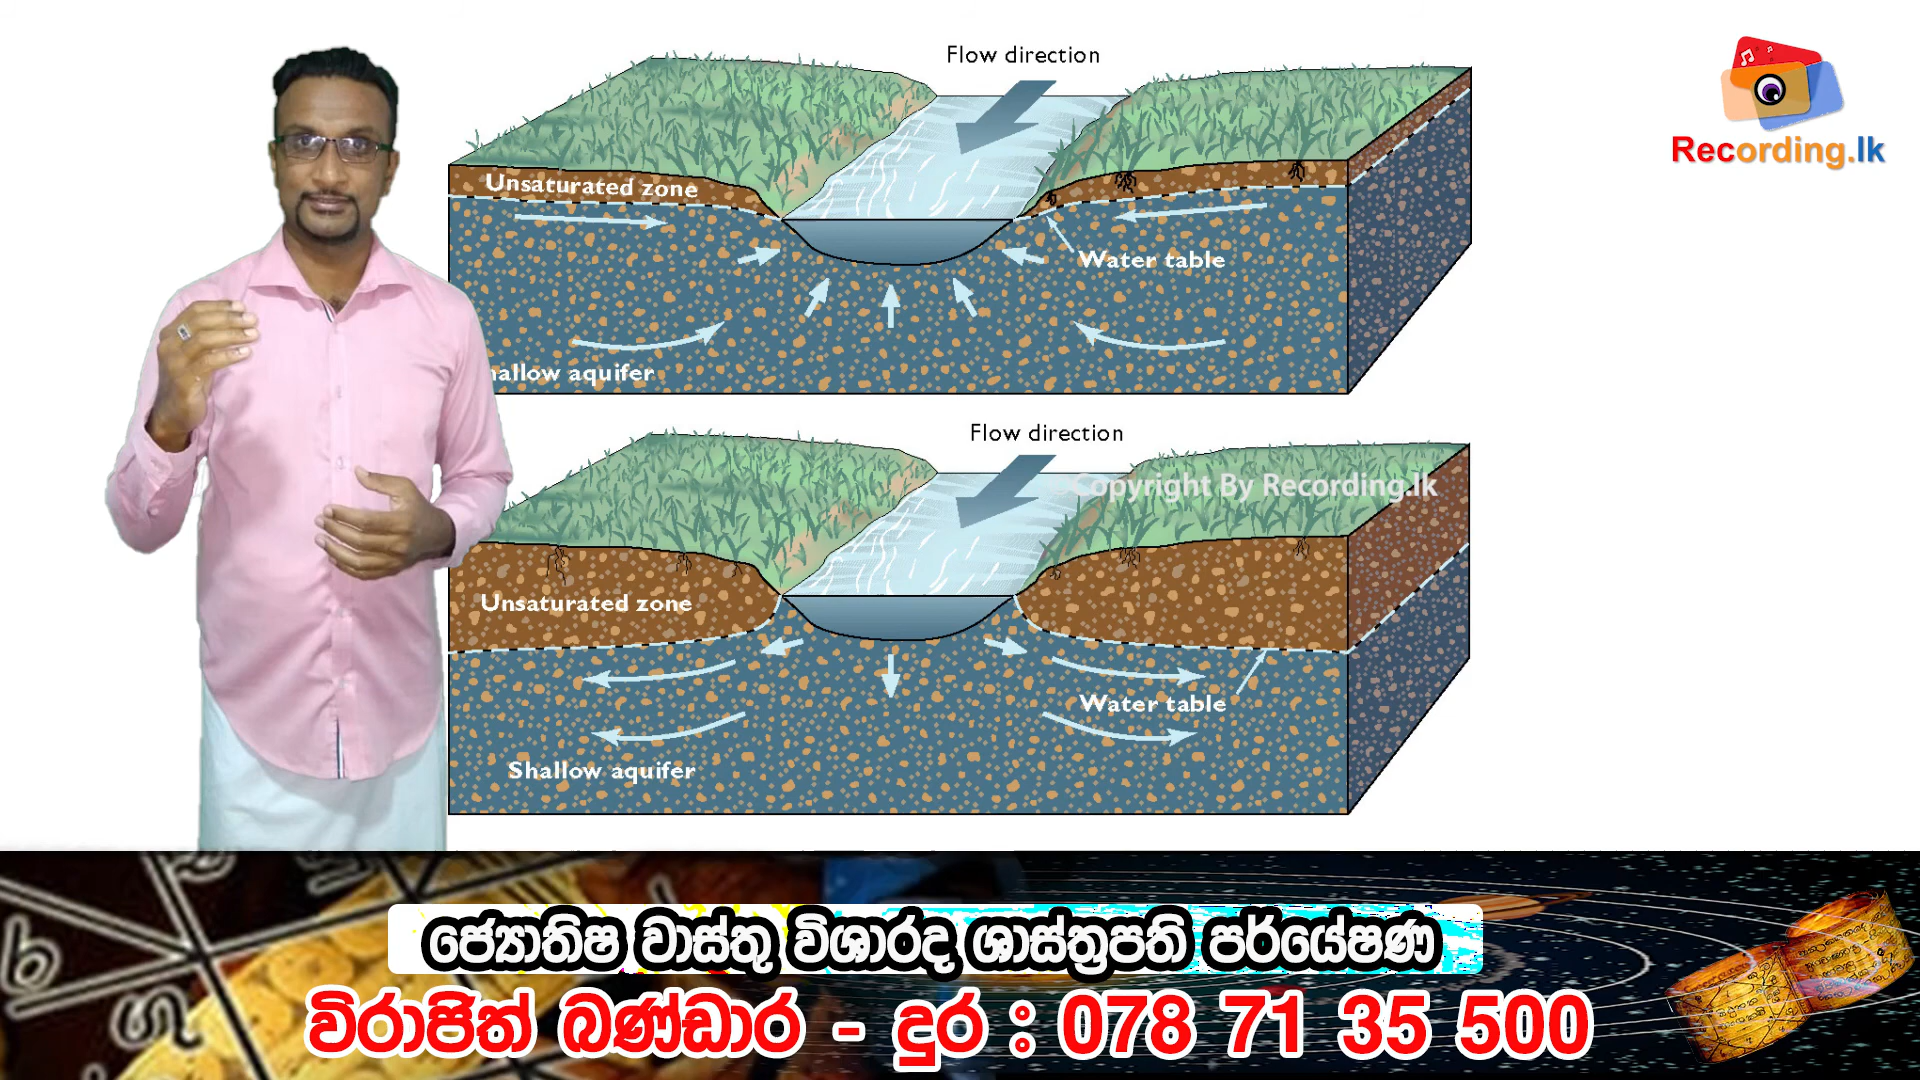 Flow direction
Recording.lk
Unsaturated zone
Water table
hallow aquifer
Flow direction
©Copyright By Recording.lk
Unsaturated zone
Water table
Shallow aquifer
ජ්‍යොතිෂ වාස්තු විශාරද ශාස්ත්‍රපති පර්යේෂණ
විරාජිත් බණ්ඩාර - දුර : 078 71 35 500